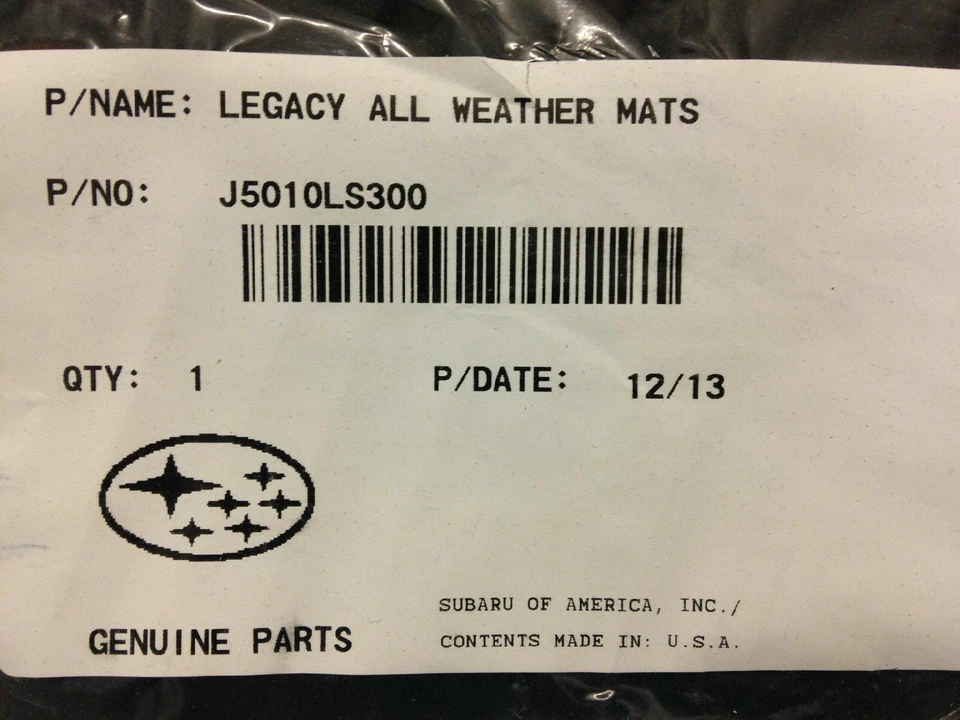 P/NAME: LEGACY ALL WEATHER MATS
P/NO: J5010LS300
QTY: 1 P/DATE: 12/13
SUBARU OF AMERICA, INC./
GENUINE PARTS CONTENTS MADE IN: U.S.A.